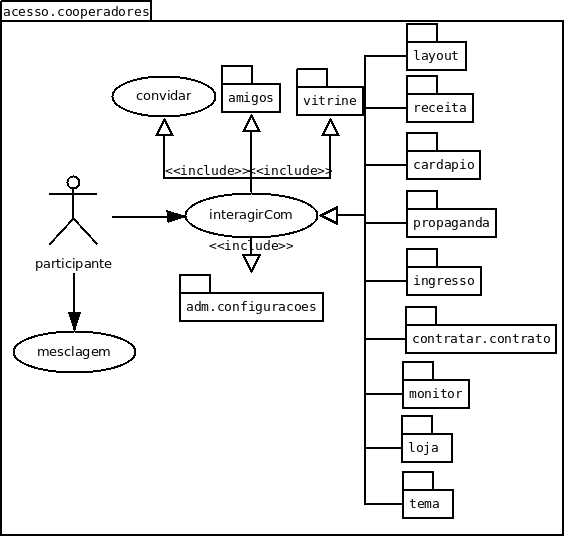 acesso.cooperadores
layout
convidar
amigos
vitrine
receita
cardapio
<<include>>
<<include>>
participante
interagirCom
propaganda
<<include>>
ingresso
adm.configuracoes
contratar.contrato
mesclagem
monitor
loja
tema